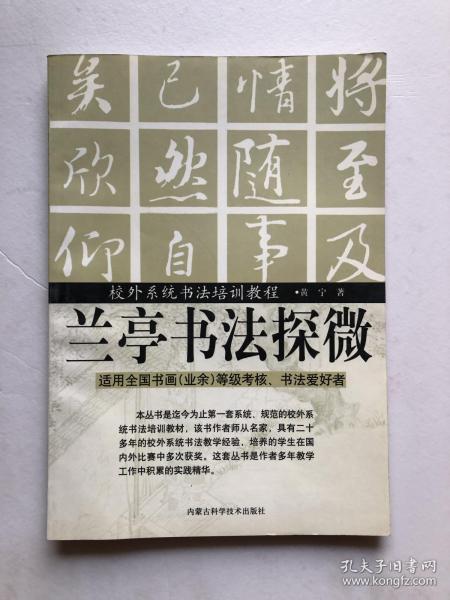 矣已情将
欣然随至
仰自事及
校外系统书法培训教程 •黄 宁 著
兰亭书法探微
适用全国书画(业余)等级考核、书法爱好者
本丛书是迄今为止第一套系统、规范的校外系
统书法培训教材，该书作者师从名家，具有二十
多年的校外系统书法教学经验，培养的学生在国
内外比赛中多次获奖。这套丛书是作者多年教学
工作中积累的实践精华。
内蒙古科学技术出版社
孔夫子旧书网
www.kongfz.com